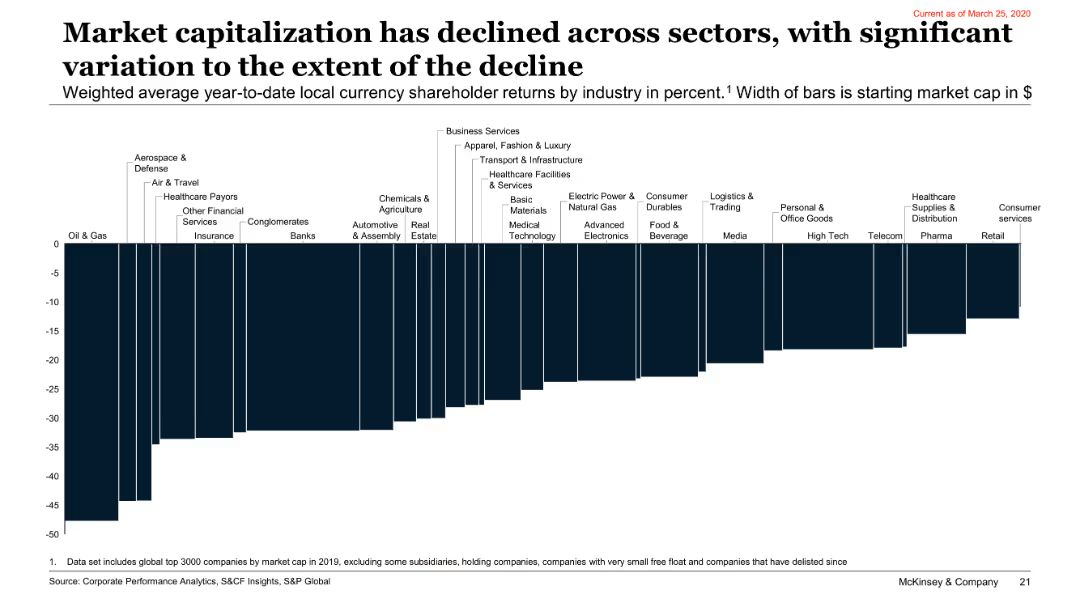 Current as of March 25, 2020
Market capitalization has declined across sectors, with significant
variation to the extent of the decline
Weighted average year-to-date local currency shareholder returns by industry in percent.1 Width of bars is starting market cap in $
Business Services
Apparel, Fashion & Luxury
Aerospace &
Defense
Transport & Infrastructure
Healthcare Facilities
& Services
Air & Travel
Healthcare Payors
Chemicals &
Agriculture
Basic
Materials
Electric Power &
Natural Gas
Consumer
Durables
Logistics &
Trading
Healthcare
Supplies &
Distribution
Other Financial
Services
Personal &
Office Goods
Consumer
services
Conglomerates
Oil & Gas
Insurance
Banks
Automotive
& Assembly
Real
Estate
Medical
Technology
Advanced
Electronics
Food &
Beverage
Media
High Tech
Telecom
Pharma
Retail
0
-5
-10
-15
-20
-25
-30
-35
-40
-45
-50
1. Data set includes global top 3000 companies by market cap in 2019, excluding some subsidiaries, holding companies, companies with very small free float and companies that have delisted since
Source: Corporate Performance Analytics, S&CF Insights, S&P Global
McKinsey & Company 21